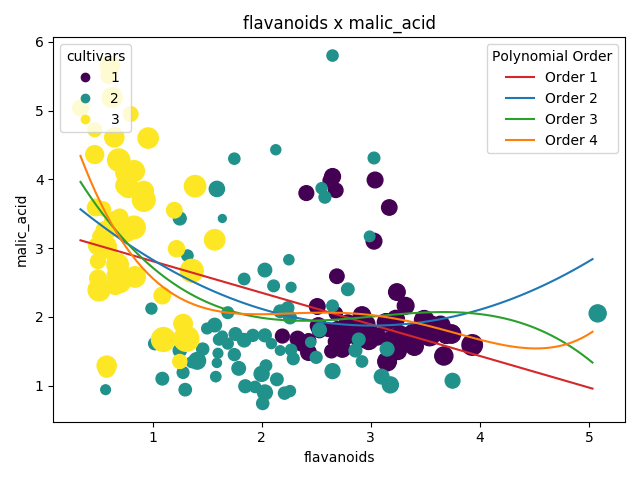 flavanoids x malic_acid
cultivars
1
2
3
Polynomial Order
Order 1
Order 2
Order 3
Order 4
malic_acid
6
5
4
3
2
1
1
2
3
4
5
flavanoids